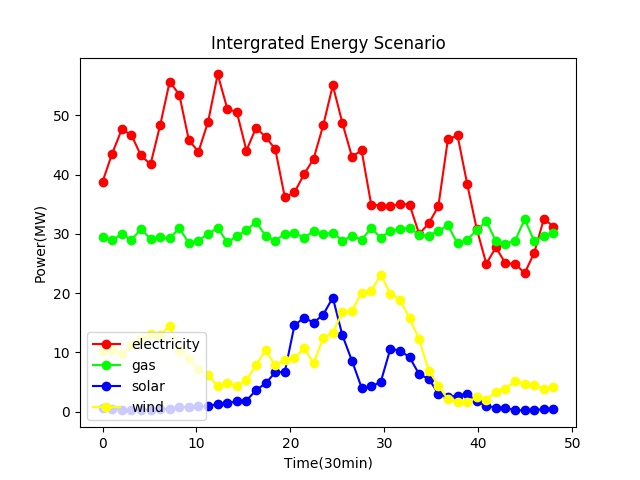 Intergrated Energy Scenario
Power(MW)
50
40
30
20
10
0
electricity
gas
solar
wind
0 10 20 30 40 50
Time(30min)